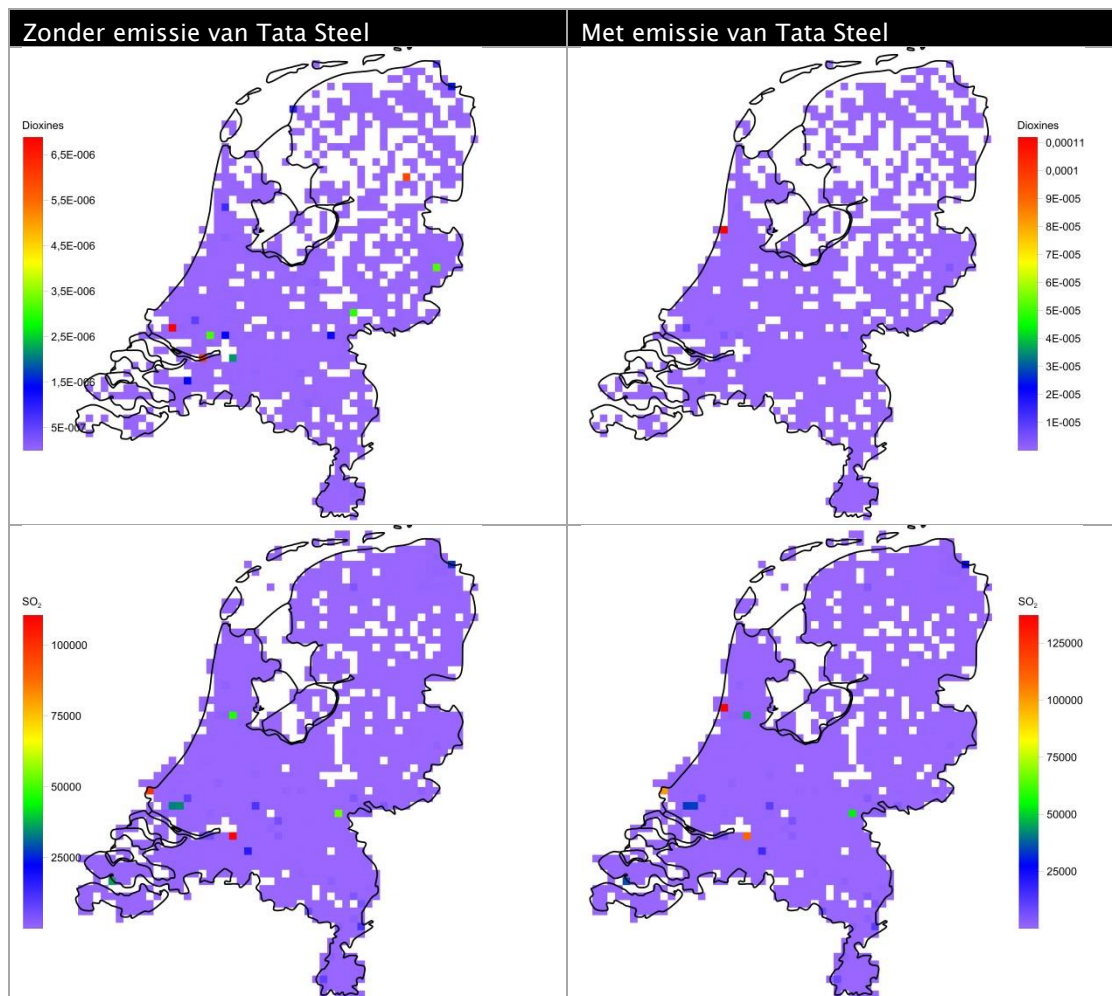 Zonder emissie van Tata Steel
Met emissie van Tata Steel
Dioxines
6,5E-006
5,5E-006
4,5E-006
3,5E-006
2,5E-006
1,5E-006
Dioxines
0,00011
0,0001
9E-005
8E-005
7E-005
6E-005
5E-005
4E-005
3E-005
2E-005
1E-005
SO₂
100000
75000
50000
25000
SO₂
125000
100000
75000
50000
25000